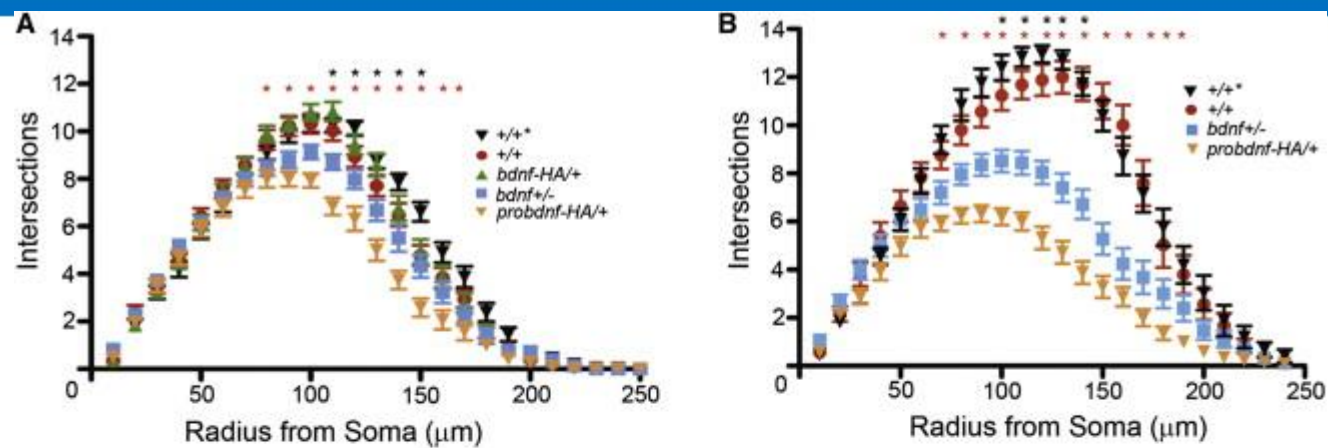 A
14
12
10
8
6
4
2
0
Intersections
* * * * *
* * * * * * * * * *
+/+*
+/+
bdnf-HA/+
bdnf+/-
probdnf-HA/+
50
100
150
200
250
Radius from Soma (μm)
B
14
12
10
8
6
4
2
0
Intersections
* * * * *
* * * * * * * * * * * * *
+/+*
+/+
bdnf+/-
probdnf-HA/+
50
100
150
200
250
Radius from Soma (μm)